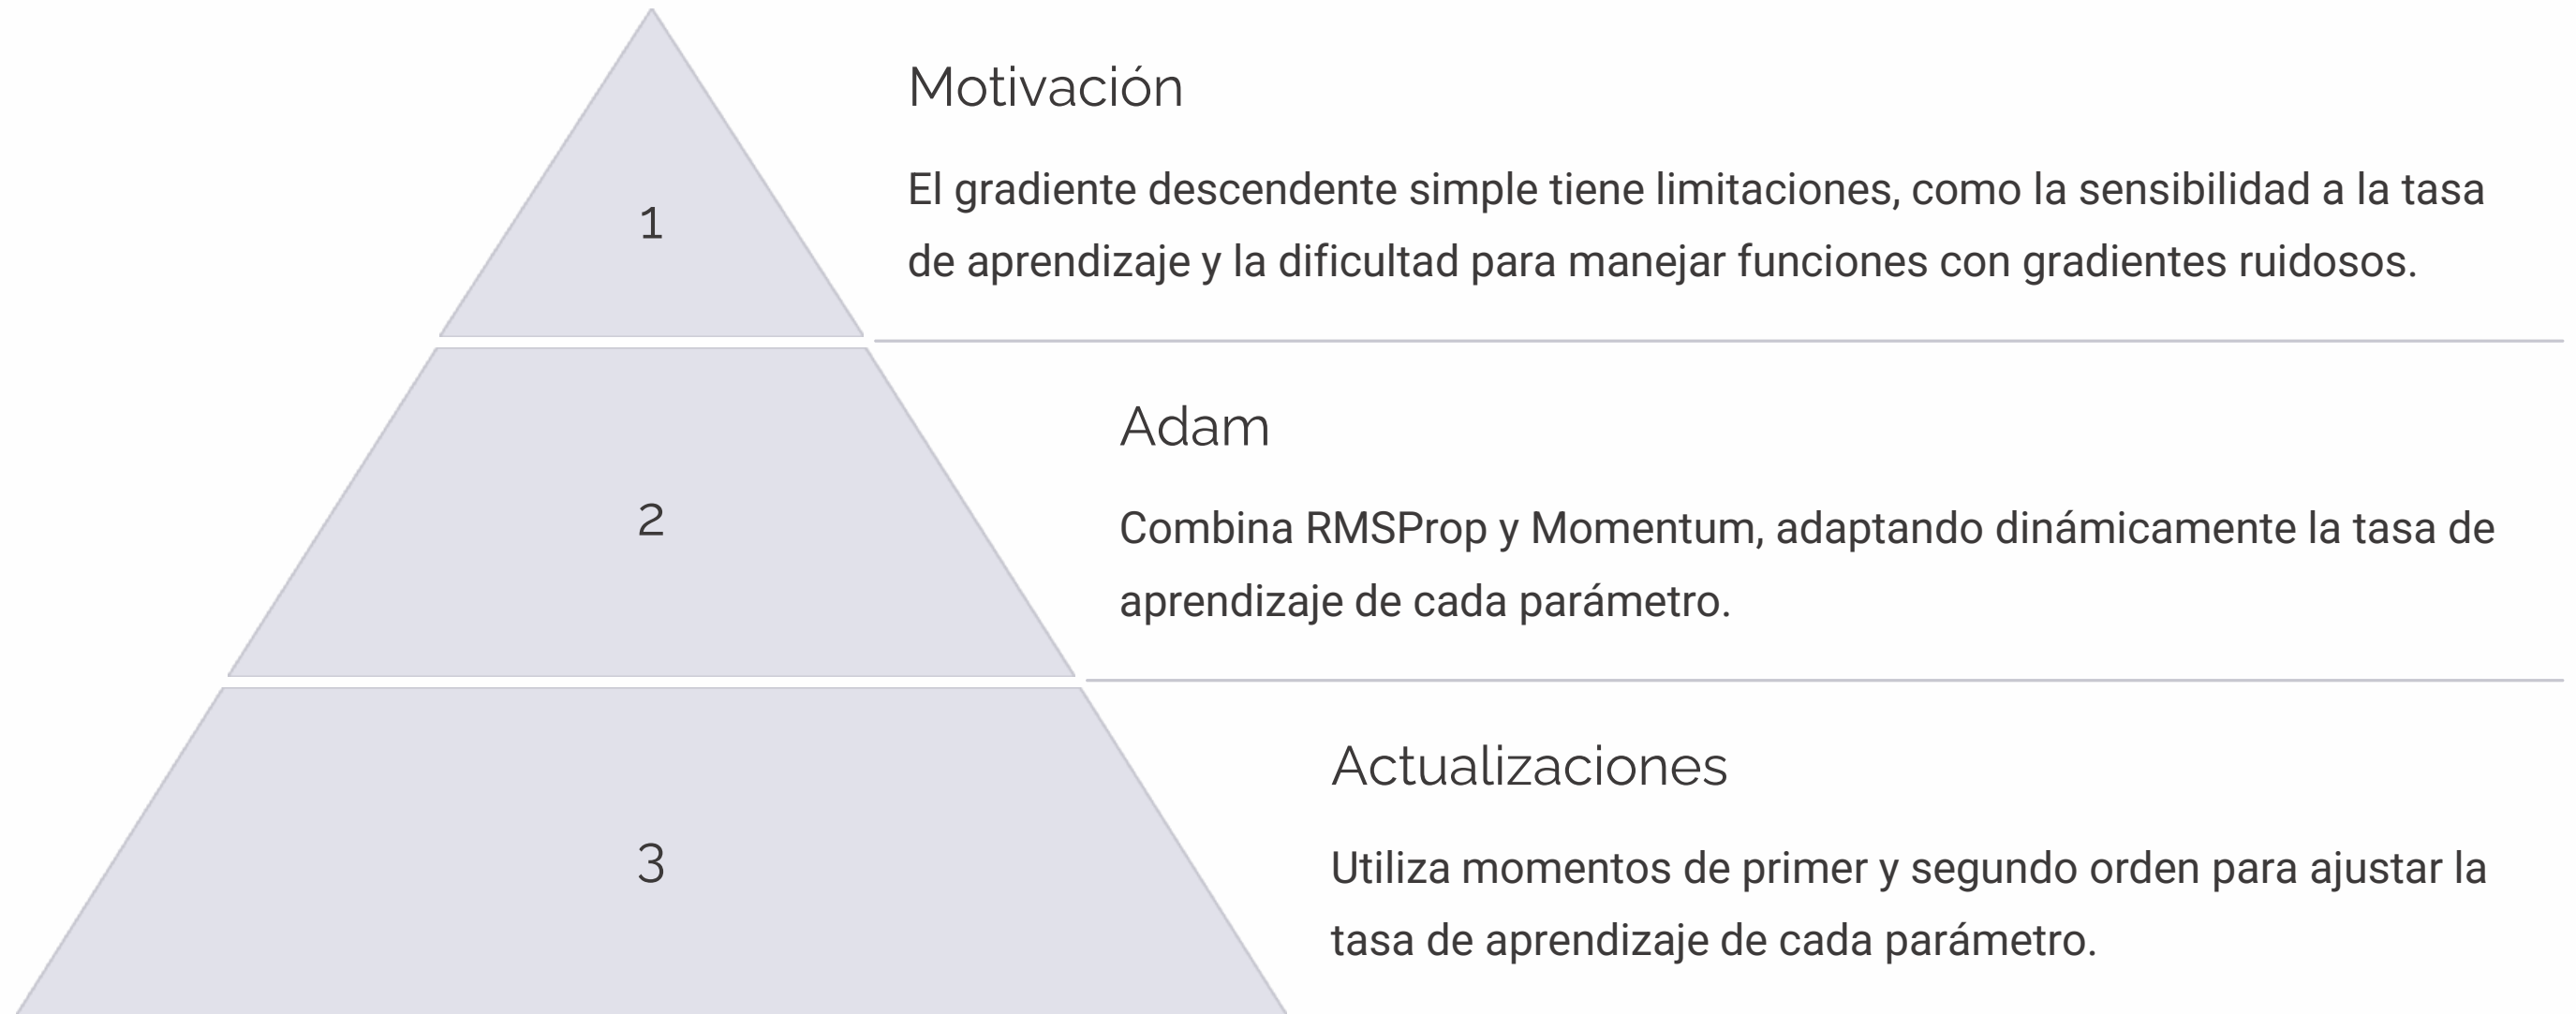 1
Motivación
El gradiente descendente simple tiene limitaciones, como la sensibilidad a la tasa
de aprendizaje y la dificultad para manejar funciones con gradientes ruidosos.
2
Adam
Combina RMSProp y Momentum, adaptando dinámicamente la tasa de
aprendizaje de cada parámetro.
3
Actualizaciones
Utiliza momentos de primer y segundo orden para ajustar la
tasa de aprendizaje de cada parámetro.